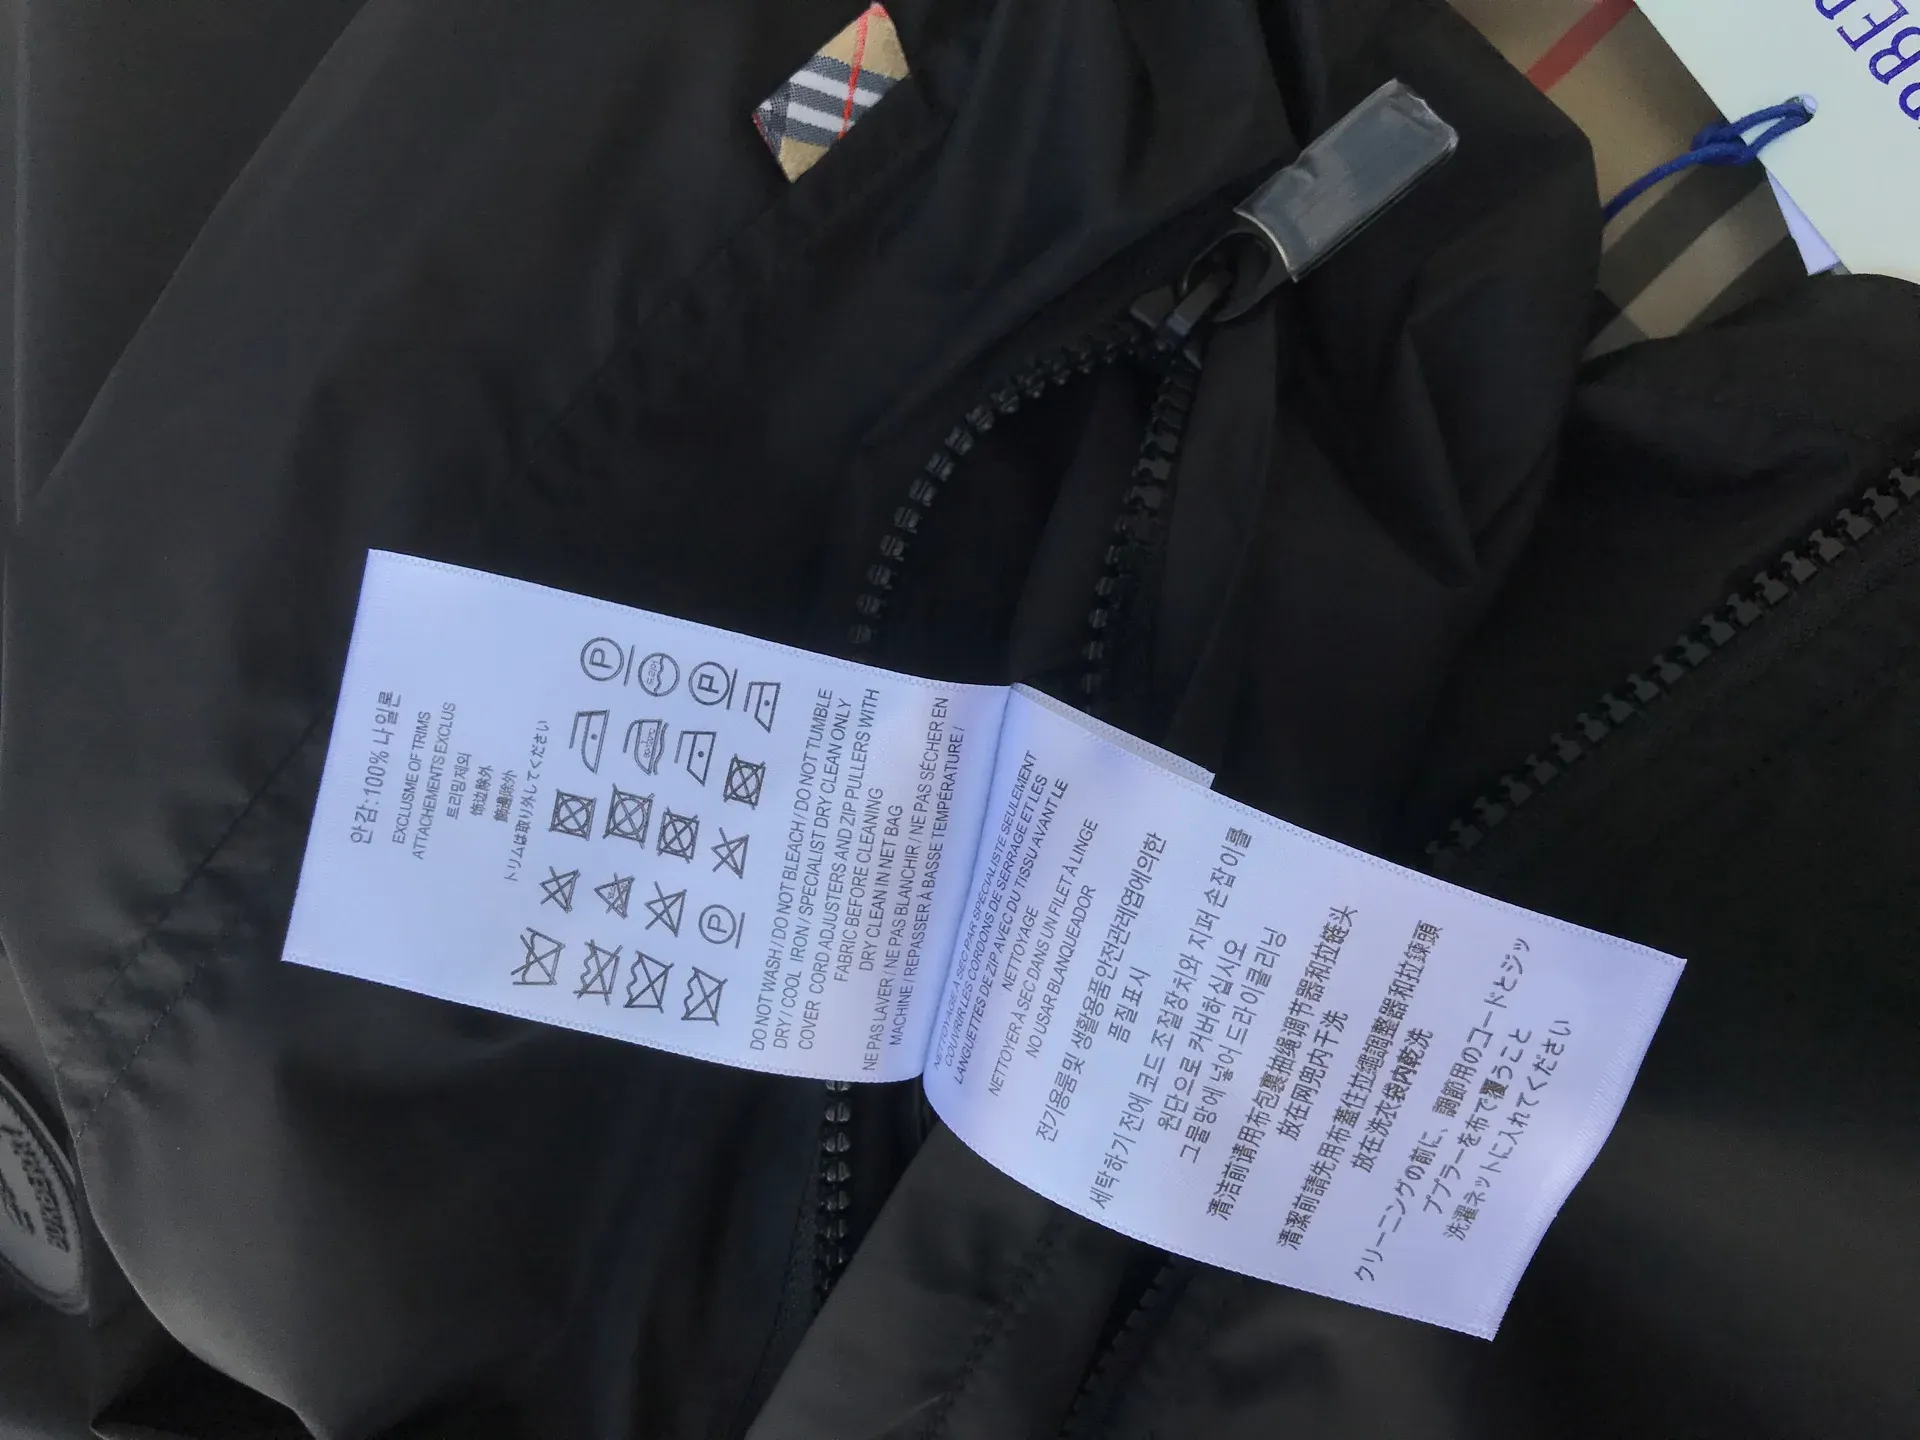 안감:100% 나일론
EXCLUSME OF TRIMS
ATTACHEMENTS EXCLUS
트리밍제외
饰边除外
飾邊除外
トリムは取り外してください
P
드라이
P
P
DO NOT WASH / DO NOT BLEACH / DO NOT TUMBLE
DRY / COOL IRON / SPECIALIST DRY CLEAN ONLY
COVER CORD ADJUSTERS AND ZIP PULLERS WITH
FABRIC BEFORE CLEANING
DRY CLEAN IN NET BAG
NE PAS LAVER / NE PAS BLANCHIR / NE PAS SÉCHER EN
MACHINE / REPASSER À BASSE TEMPÉRATURE /
NETTOYAGE A SEC PAR SPÉCIALISTE SEULEMENT
COUVRIR LES CORDONS DE SERRAGE ET LES
LANGUETTES DE ZIP AVEC DU TISSU AVANT LE
NETTOYAGE
NETTOYER À SEC DANS UN FILET À LINGE
NO USAR BLANQUEADOR
전기용품및 생활용품안전관리법에의한
품질표시
세탁하기 전에 코드 조절장치와 지퍼 손잡이를
원단으로 커버하십시오
그물망에 넣어 드라이클리닝
清洁前请用布包裹抽绳调节器和拉链头
放在网兜内干洗
清潔前請先用布蓋住拉繩調整器和拉鍊頭
放在洗衣袋內乾洗
クリーニングの前に、調節用のコードとジッ
ププラーを布で覆うこと
洗濯ネットに入れてください
BURBERRY